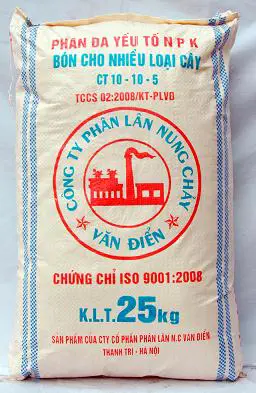 PHÂN ĐA YẾU TỐ N P K
BÓN CHO NHIỀU LOẠI CÂY
CT 10 - 10 - 5
TCCS 02:2008/KT-PLVĐ
CÔNG TY PHÂN LÂN NUNG CHẢY
VĂN ĐIỂN
CHỨNG CHỈ ISO 9001:2008
K.L.T. 25kg
SẢN PHẨM CỦA CTY CỔ PHẦN PHÂN LÂN N.C VĂN ĐIỂN
THANH TRÌ - HÀ NỘI